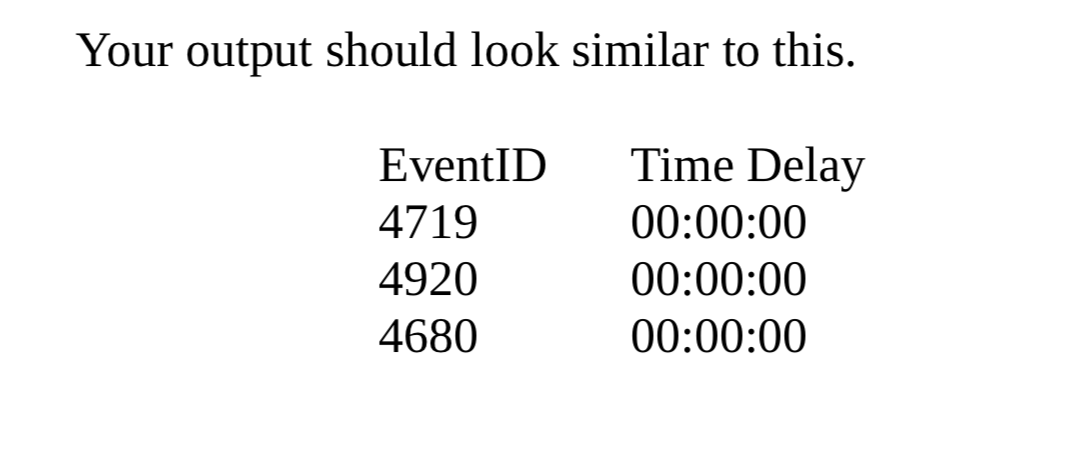 Your output should look similar to this.
EventID Time Delay
4719 00:00:00
4920 00:00:00
4680 00:00:00